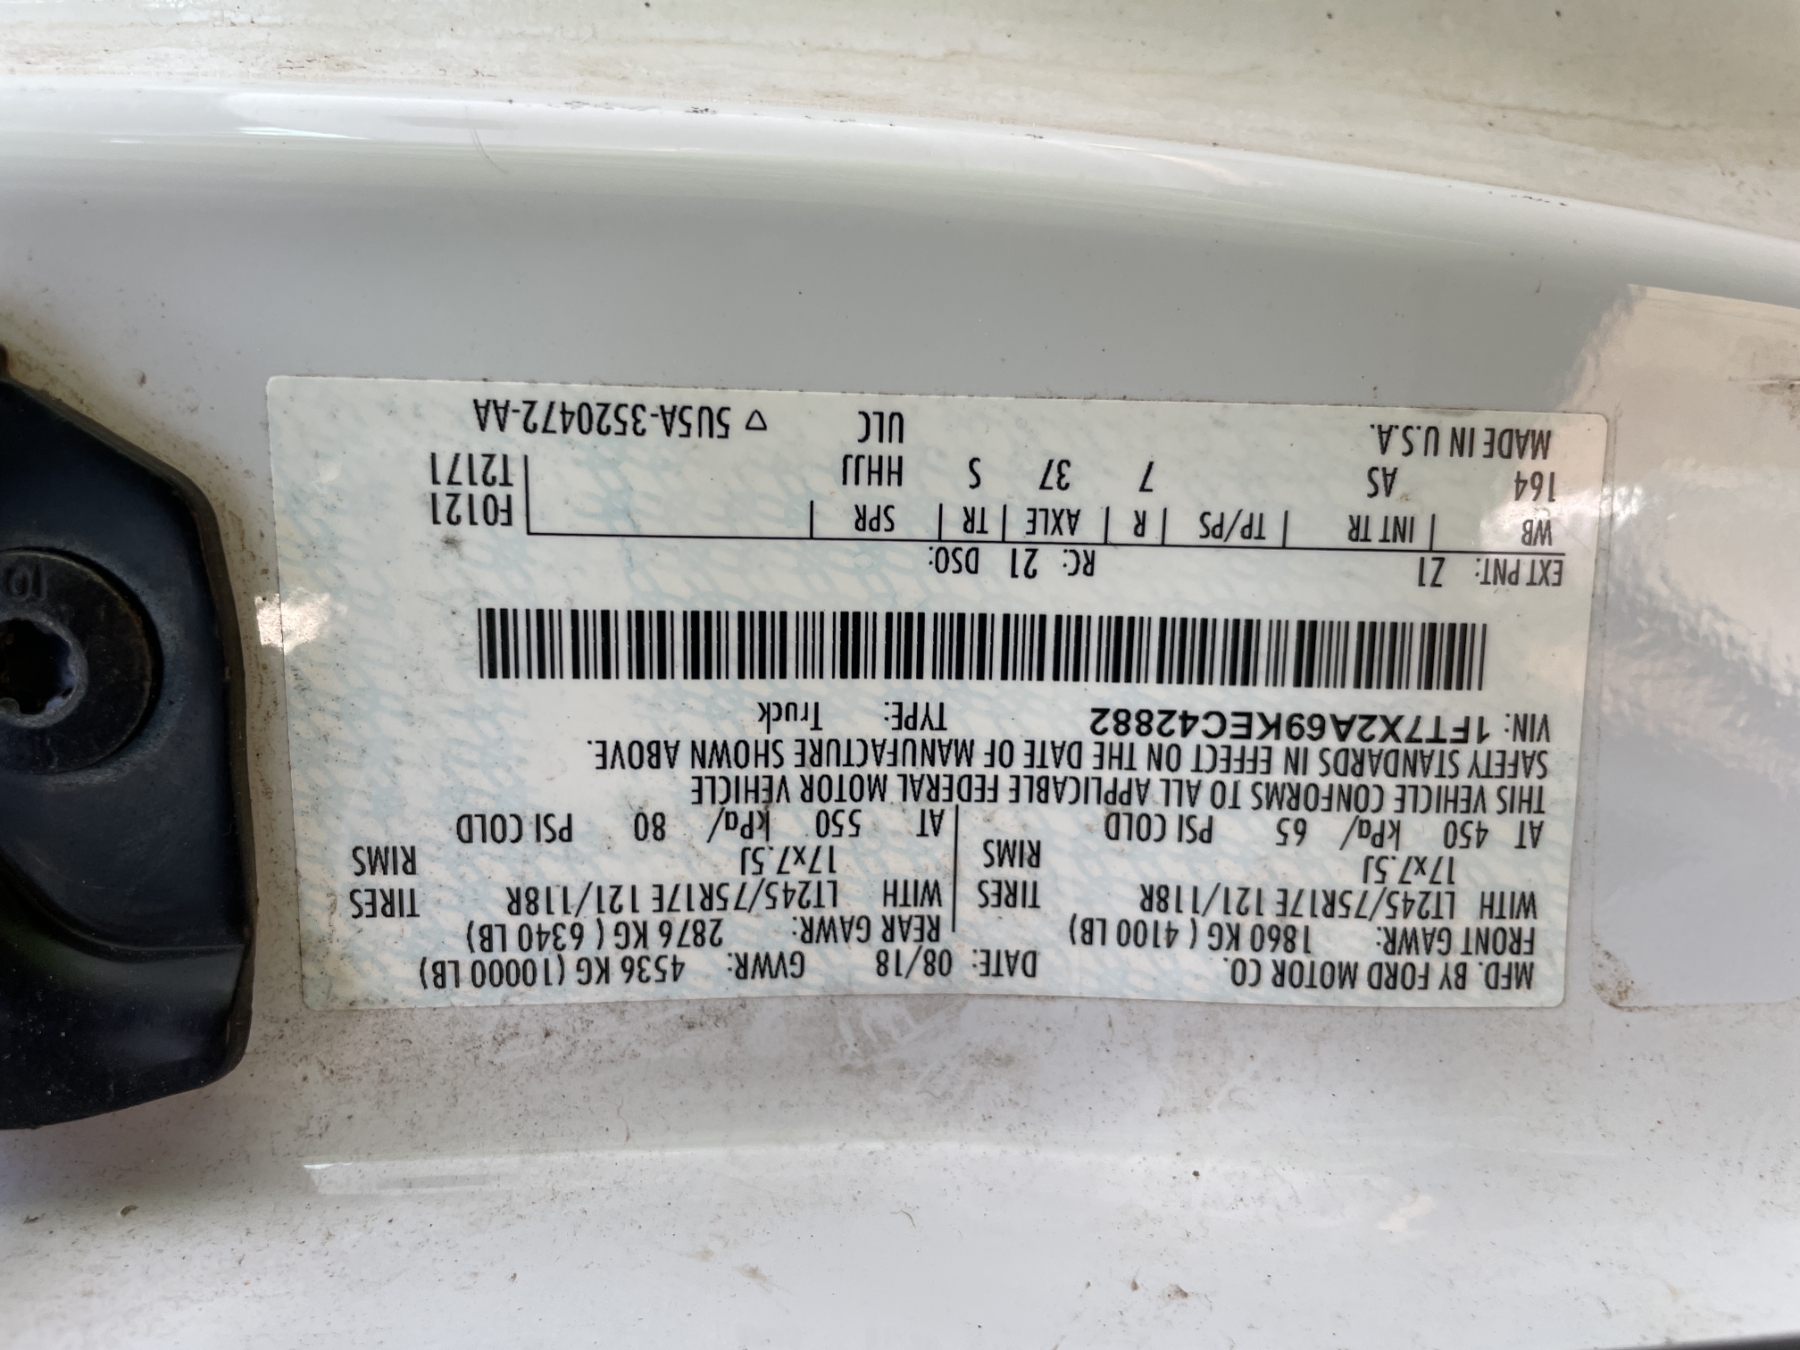 MFD. BY FORD MOTOR CO. DATE: 08/18 GVWR: 4536 KG (10000 LB)
FRONT GAWR: 1860 KG ( 4100 LB) REAR GAWR: 2876 KG ( 6340 LB)
WITH LT245/75R17E 121/118R TIRES WITH LT245/75R17E 121/118R TIRES
17x7.5J RIMS 17x7.5J RIMS
AT 450 kPa/ 65 PSI COLD AT 550 kPa/ 80 PSI COLD
THIS VEHICLE CONFORMS TO ALL APPLICABLE FEDERAL MOTOR VEHICLE
SAFETY STANDARDS IN EFFECT ON THE DATE OF MANUFACTURE SHOWN ABOVE.
VIN: 1FT7X2A69KEC42882 TYPE: Truck
EXT PNT: Z1 RC: 21 DSO:
WB | INT TR | TP/PS | R | AXLE | TR | SPR | F0121
164 AS 7 37 S HHJJ T2171
MADE IN U.S.A. ULC ▽ 5U5A-3520472-AA